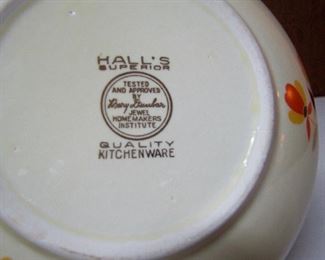 HALL'S
SUPERIOR
TESTED
AND APPROVED
BY
Mary Dunbar
JEWEL
HOMEMAKERS
INSTITUTE
QUALITY
KITCHENWARE